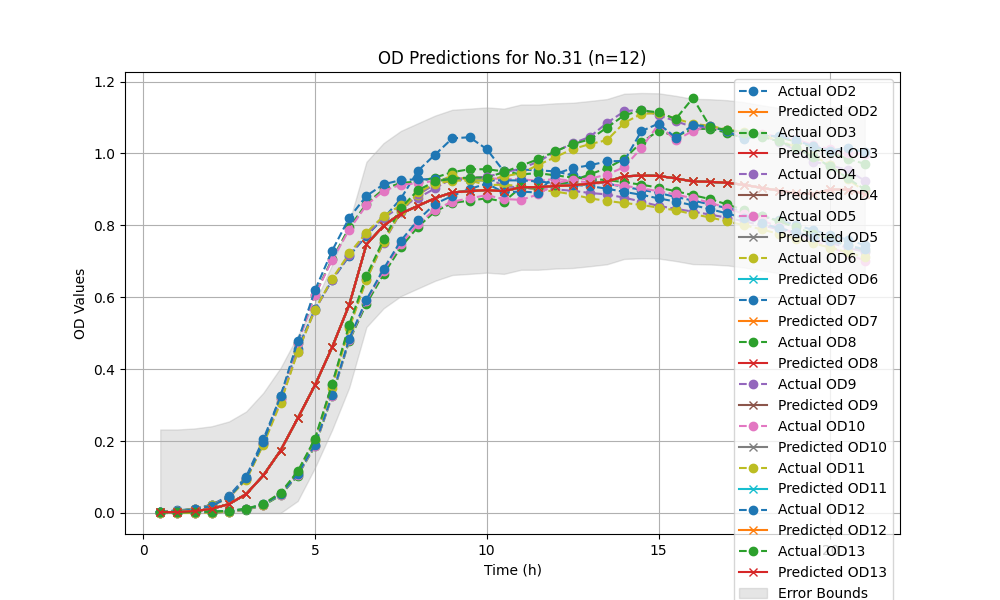 OD Predictions for No.31 (n=12)
OD Values
1.2
1.0
0.8
0.6
0.4
0.2
0.0
0
5
10
15
20
Time (h)
Actual OD2
Predicted OD2
Actual OD3
Predicted OD3
Actual OD4
Predicted OD4
Actual OD5
Predicted OD5
Actual OD6
Predicted OD6
Actual OD7
Predicted OD7
Actual OD8
Predicted OD8
Actual OD9
Predicted OD9
Actual OD10
Predicted OD10
Actual OD11
Predicted OD11
Actual OD12
Predicted OD12
Actual OD13
Predicted OD13
Error Bounds